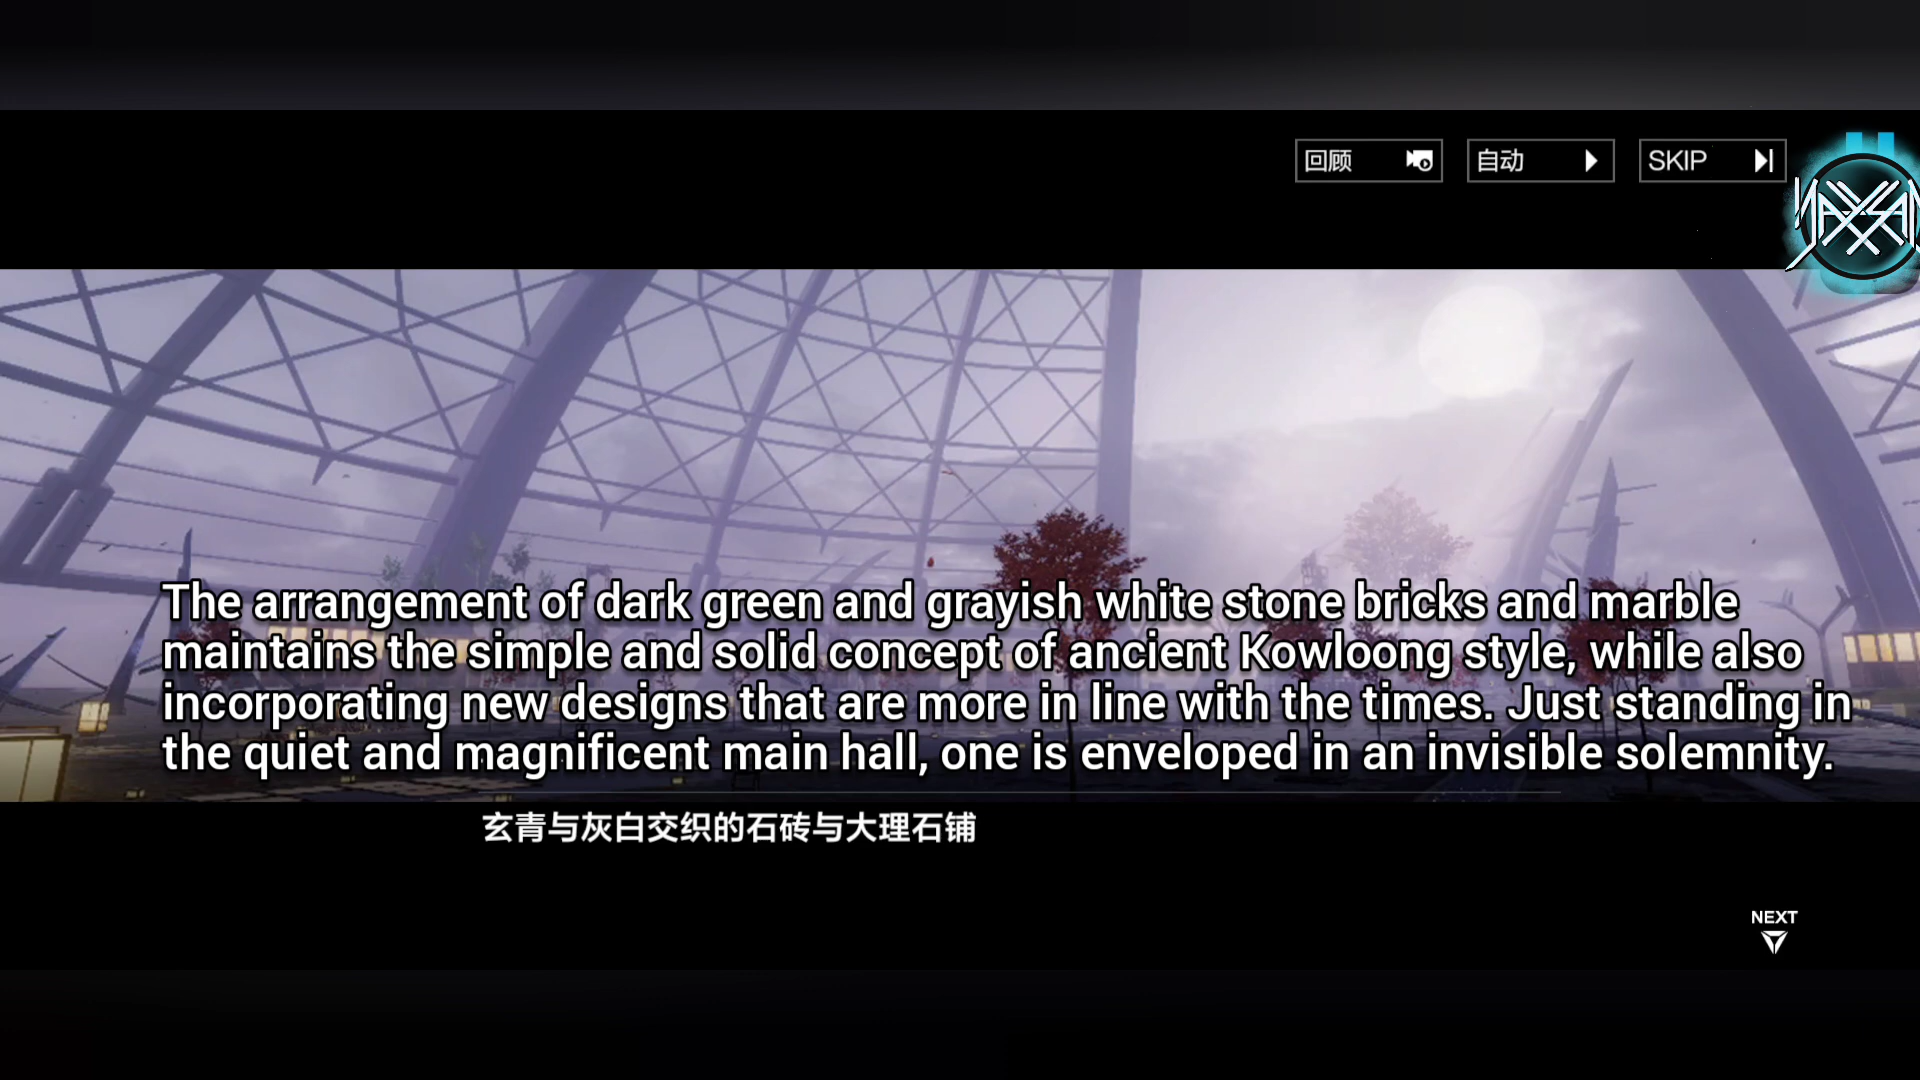 回顾
自动
SKIP
The arrangement of dark green and grayish white stone bricks and marble
maintains the simple and solid concept of ancient Kowloong style, while also
incorporating new designs that are more in line with the times. Just standing in
the quiet and magnificent main hall, one is enveloped in an invisible solemnity.
玄青与灰白交织的石砖与大理石铺
NEXT